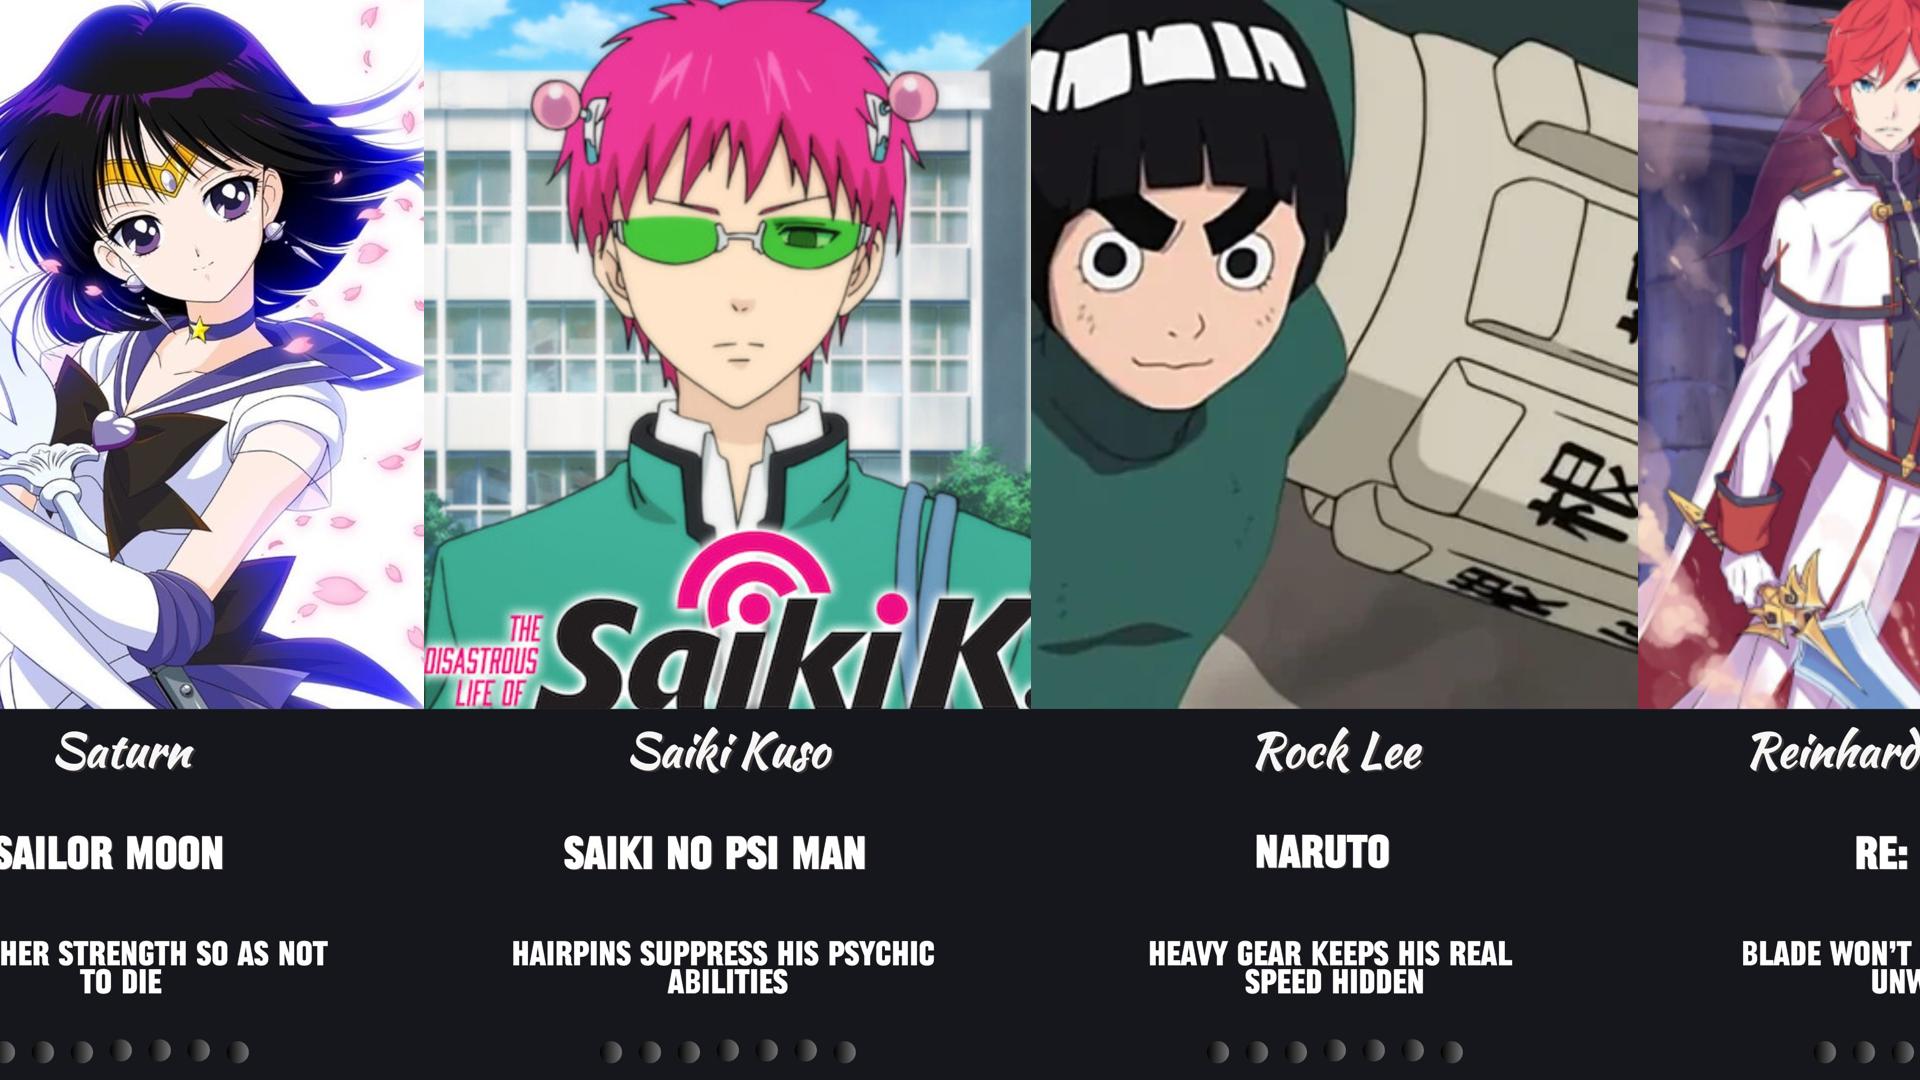 THE
DISASTROUS
LIFE OF
Saiki K.
Saturn
SAILOR MOON
HER STRENGTH SO AS NOT
TO DIE
Saiki Kuso
SAIKI NO PSI MAN
HAIRPINS SUPPRESS HIS PSYCHIC
ABILITIES
Rock Lee
NARUTO
HEAVY GEAR KEEPS HIS REAL
SPEED HIDDEN
Reinhard
RE:
BLADE WON'T